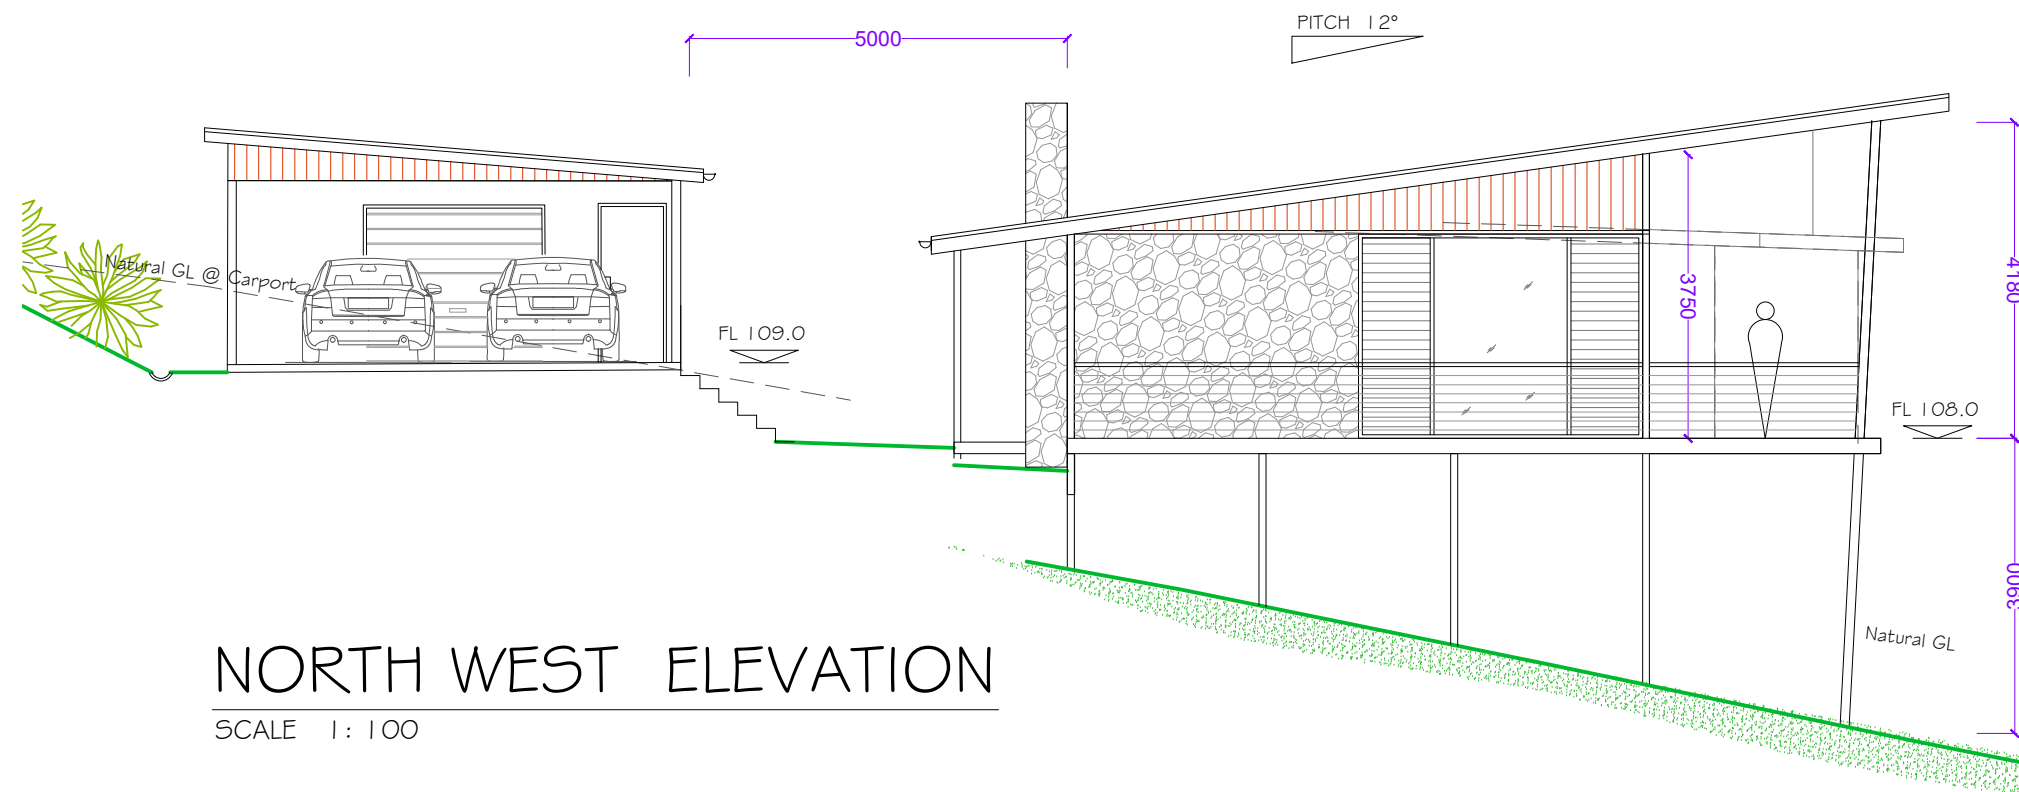 PITCH 12°
5000
Natural GL @ Carport
FL 109.0
3750
4180
FL 108.0
3900
Natural GL
NORTH WEST ELEVATION
SCALE 1: 100